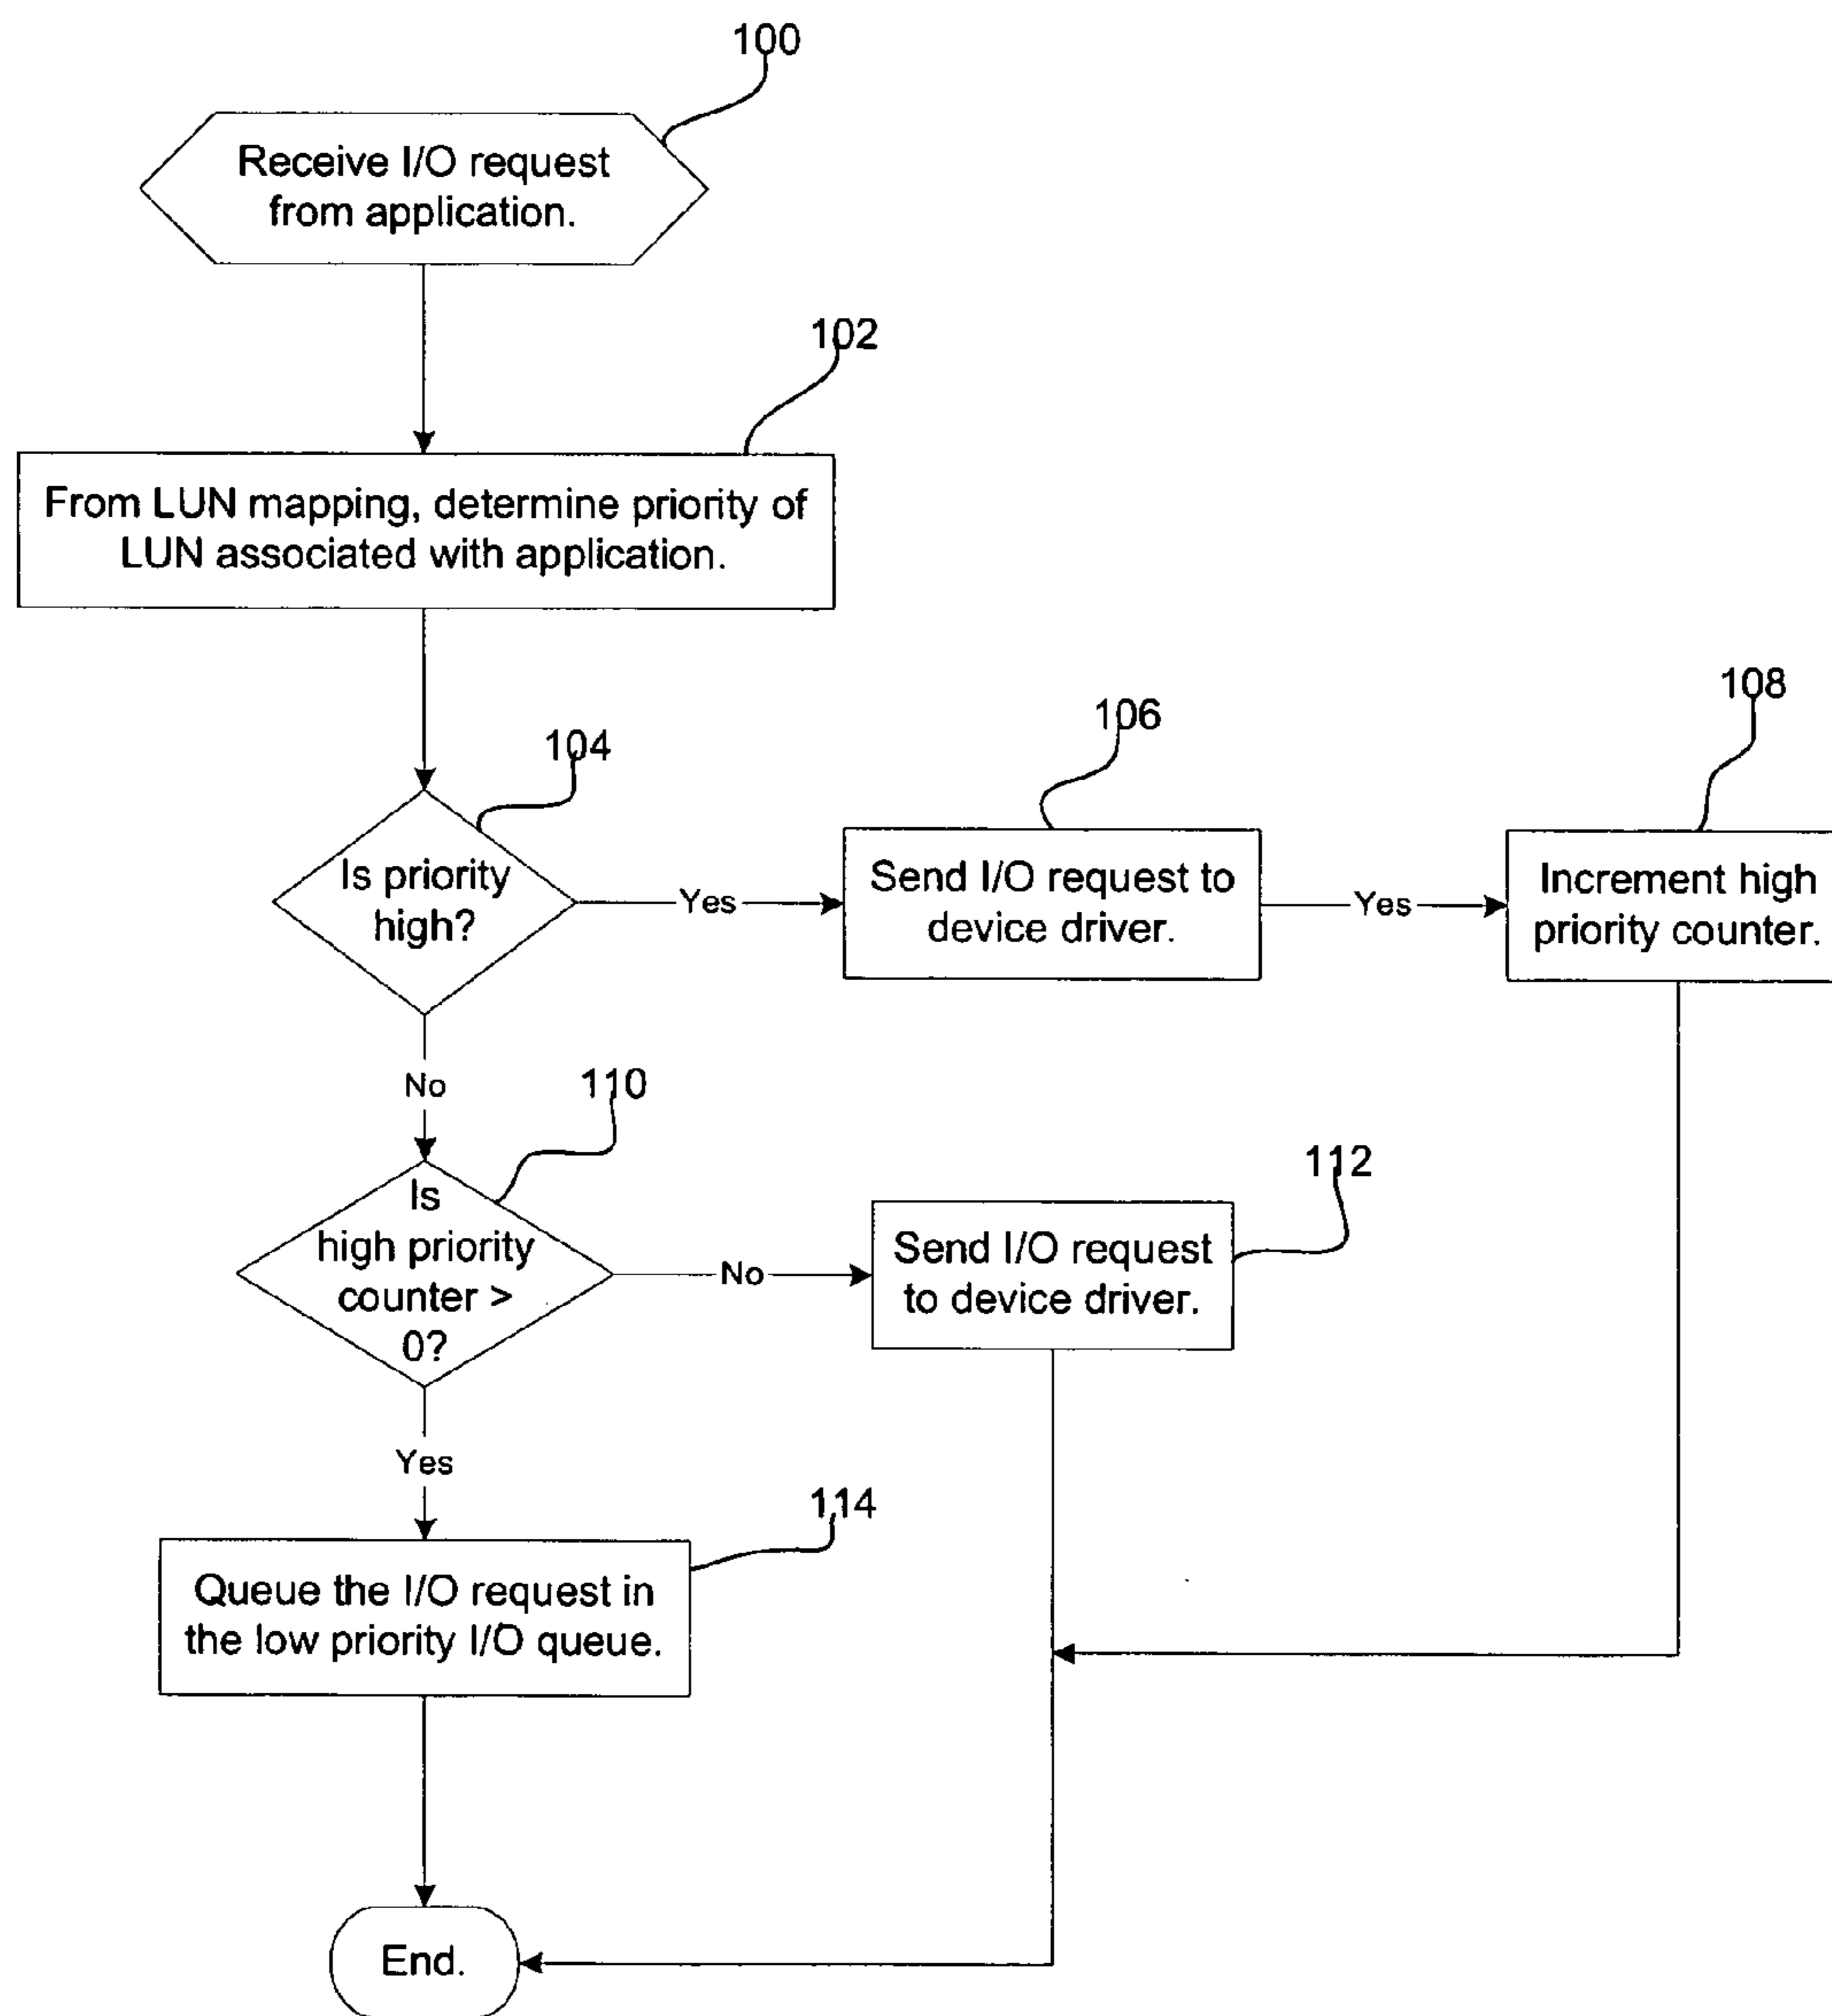 100
Receive I/O request
from application.
102
From LUN mapping, determine priority of
LUN associated with application.
104
Is priority
high?
Yes
106
Send I/O request to
device driver.
Yes
108
Increment high
priority counter.
No
110
Is
high priority
counter >
0?
No
112
Send I/O request
to device driver.
Yes
114
Queue the I/O request in
the low priority I/O queue.
End.